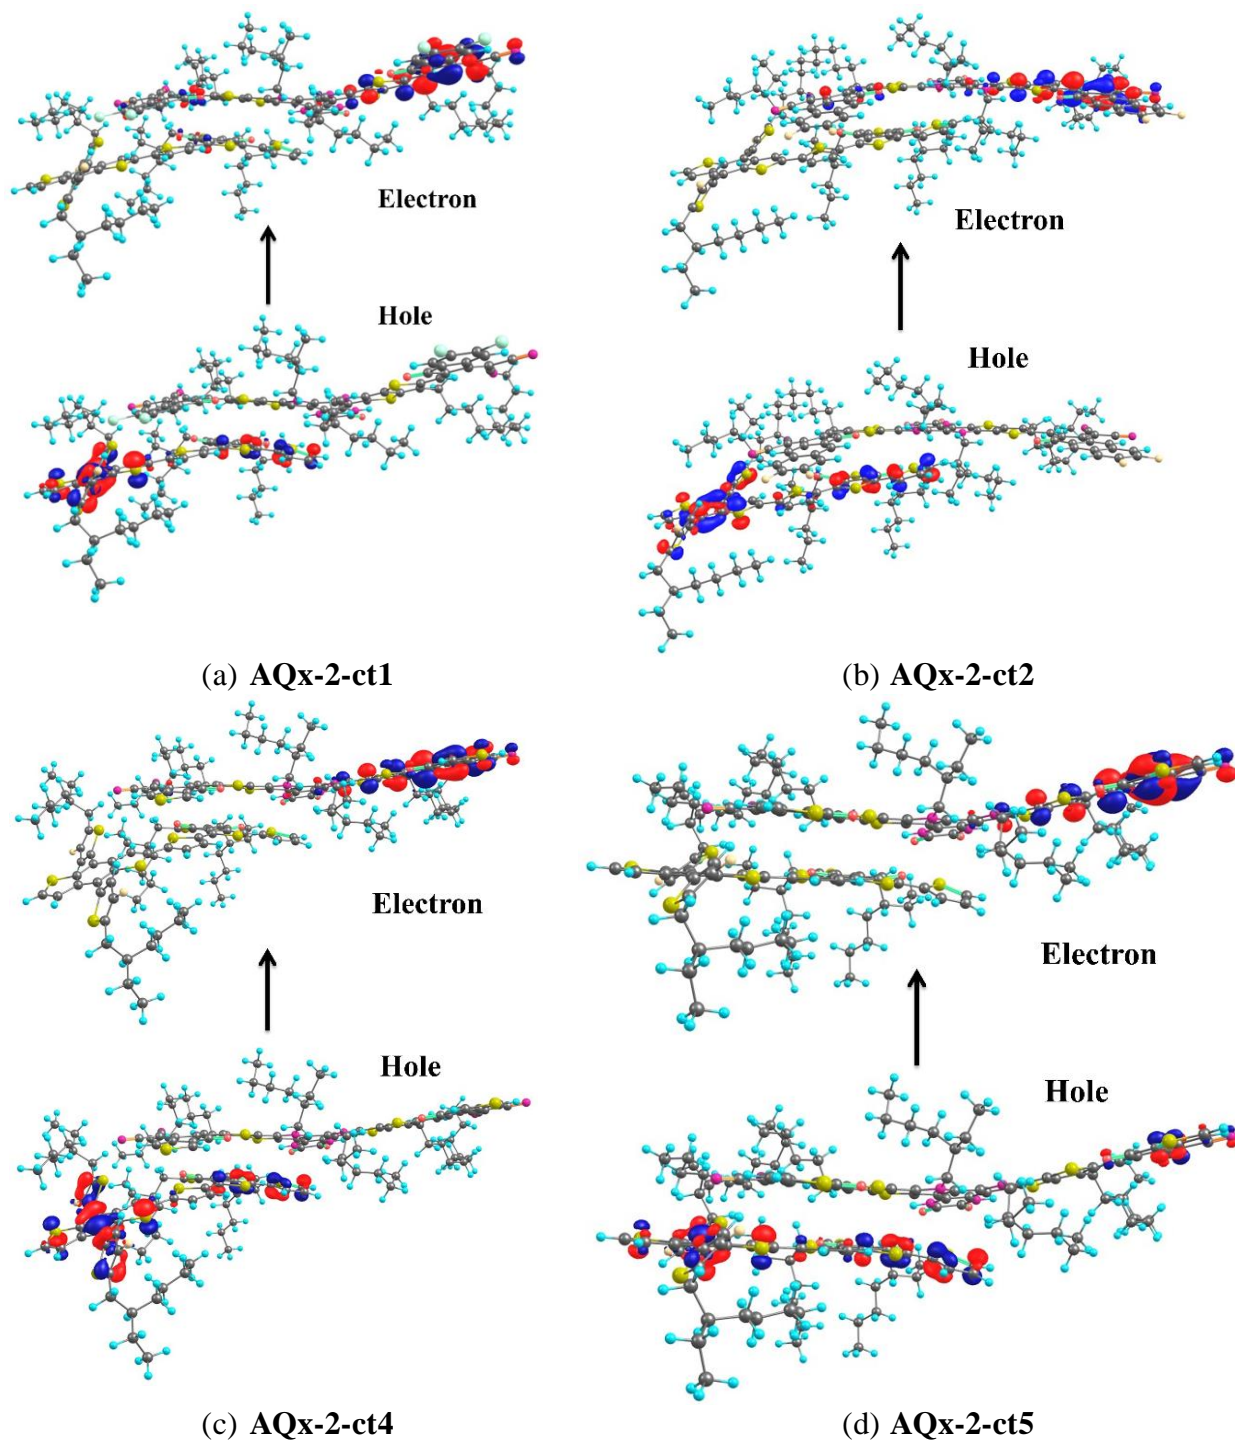 Electron
Hole
(a) AQx-2-ct1
Electron
Hole
(b) AQx-2-ct2
Electron
Hole
(c) AQx-2-ct4
Electron
Hole
(d) AQx-2-ct5